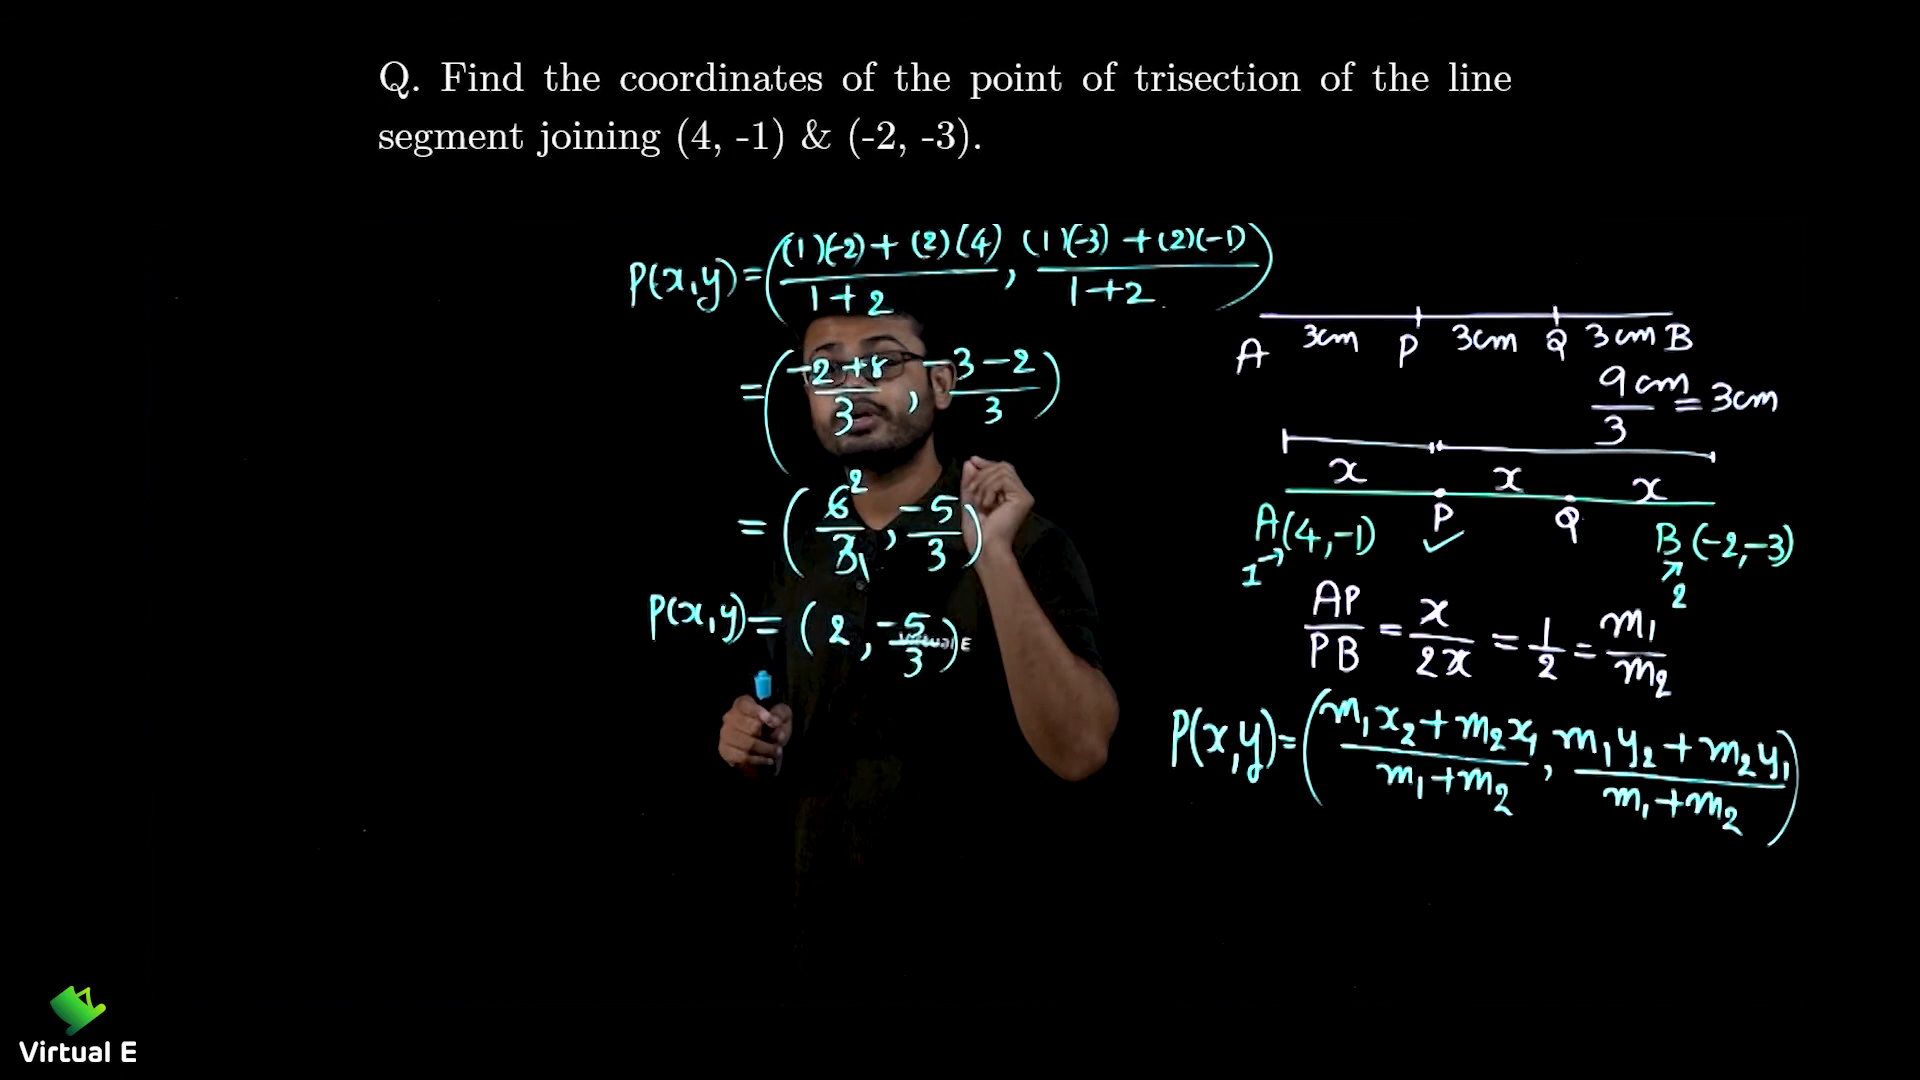 Q. Find the coordinates of the point of trisection of the line
segment joining (4, -1) & (-2, -3).
P(x,y)=((1)(-2)+(2)(4)/1+2, (1)(-3)+(2)(-1)/1+2)
=(-2+8/3, -3-2/3)
=(6²/3₁, -5/3)
P(x,y)=(2, -5/3)
Virtual E
A 3cm P 3cm Q 3cm B
9cm/3=3cm
x x x
A(4,-1) P Q B(-2,-3)
1 2
AP/PB=x/2x=1/2=m₁/m₂
P(x,y)=(m₁x₂+m₂x₁/m₁+m₂, m₁y₂+m₂y₁/m₁+m₂)
Virtual E